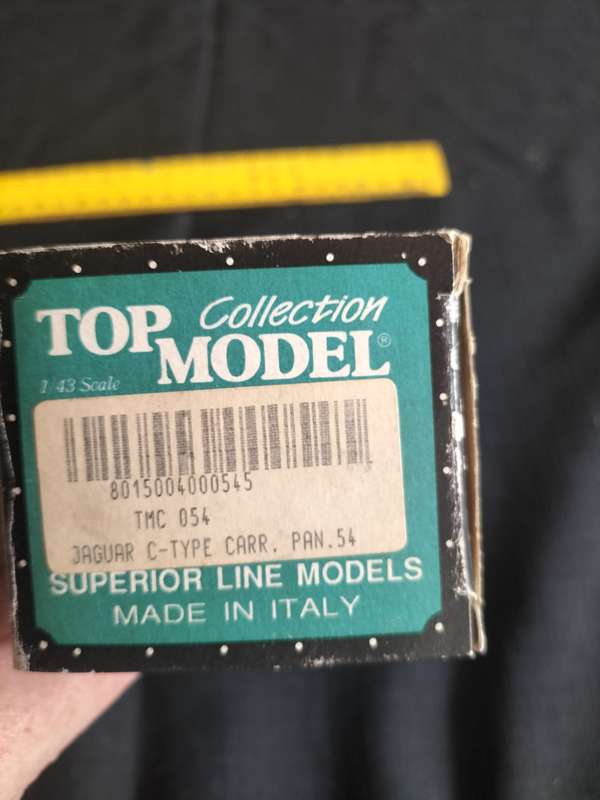 Collection
TOP MODEL®
1/43 Scale
8015004000545
TMC 054
JAGUAR C-TYPE CARR. PAN.54
SUPERIOR LINE MODELS
MADE IN ITALY